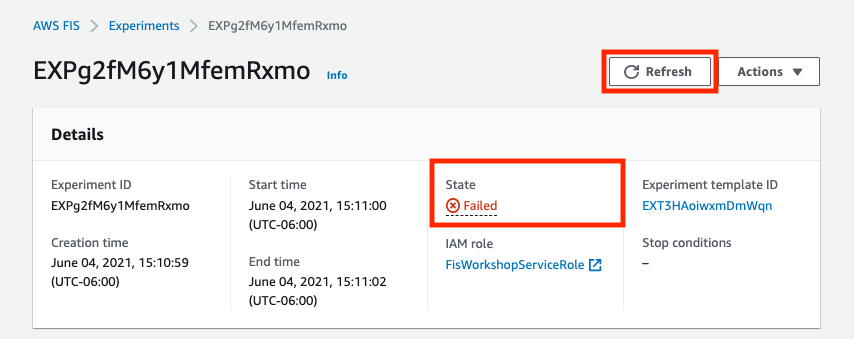 AWS FIS > Experiments > EXPg2fM6y1MfemRxmo
EXPg2fM6y1MfemRxmo Info
Refresh
Actions
Details
Experiment ID
EXPg2fM6y1MfemRxmo
Creation time
June 04, 2021, 15:10:59
(UTC-06:00)
Start time
June 04, 2021, 15:11:00
(UTC-06:00)
End time
June 04, 2021, 15:11:02
(UTC-06:00)
State
Failed
IAM role
FisWorkshopServiceRole
Experiment template ID
EXT3HAoiwxmDmWqn
Stop conditions
–